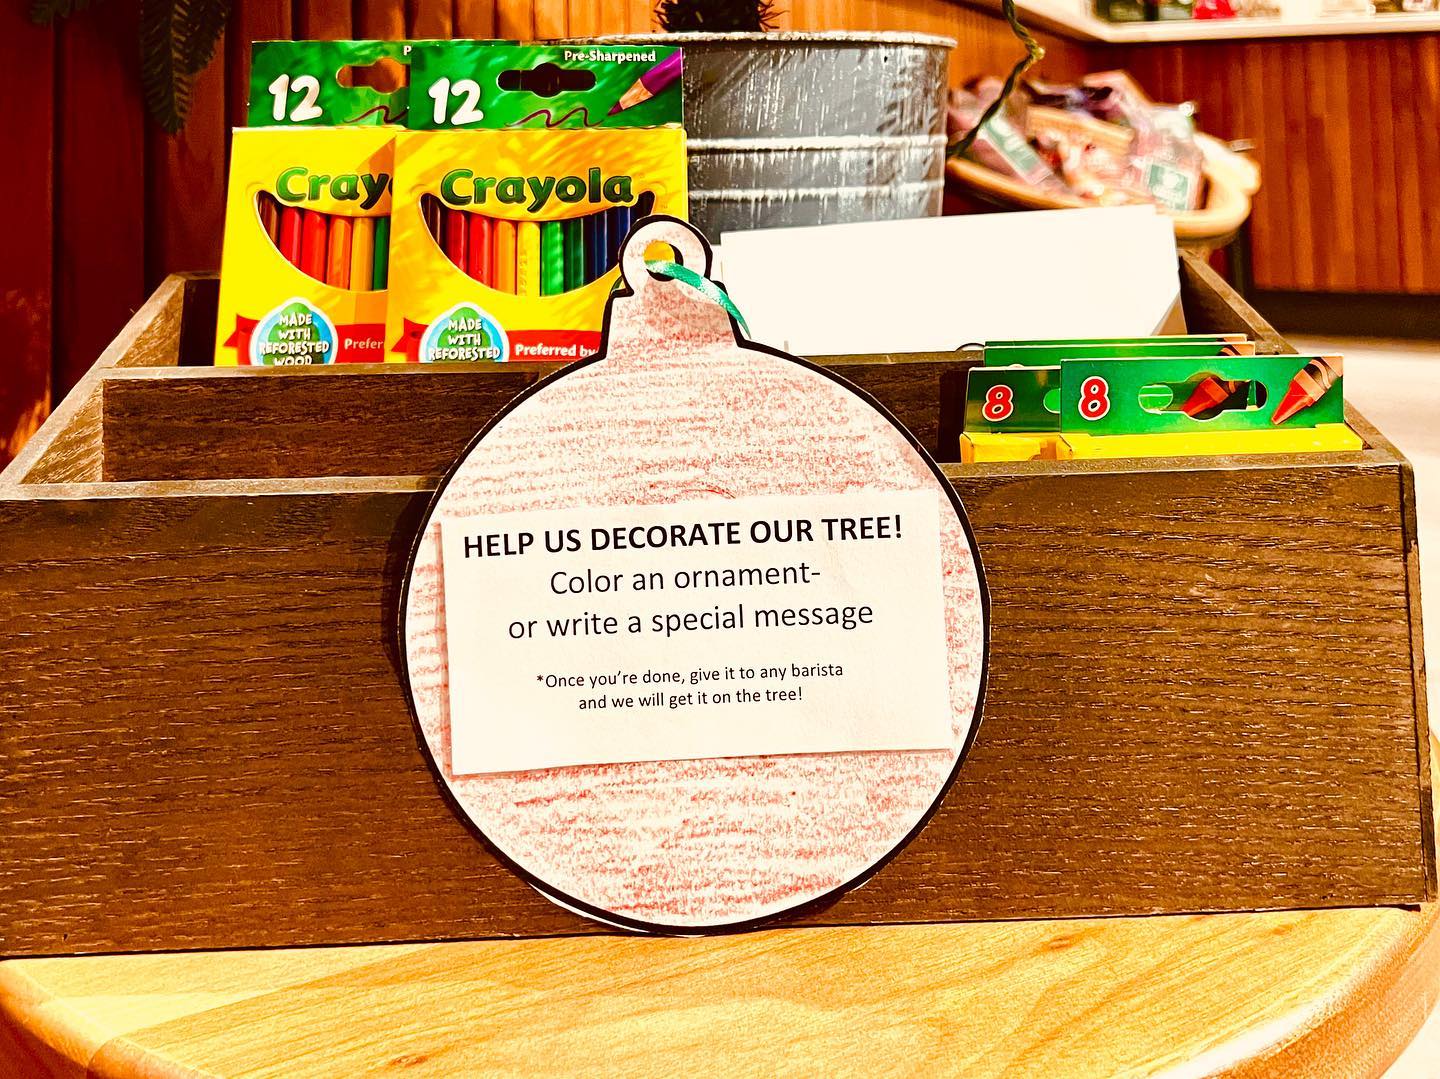 12
P
12
Pre-Sharpened
Cray
Crayola
MADE
WITH
REFORESTED
WOOD
Prefer
MADE
WITH
REFORESTED
Preferred by
8
8
HELP US DECORATE OUR TREE!
Color an ornament-
or write a special message
*Once you're done, give it to any barista
and we will get it on the tree!